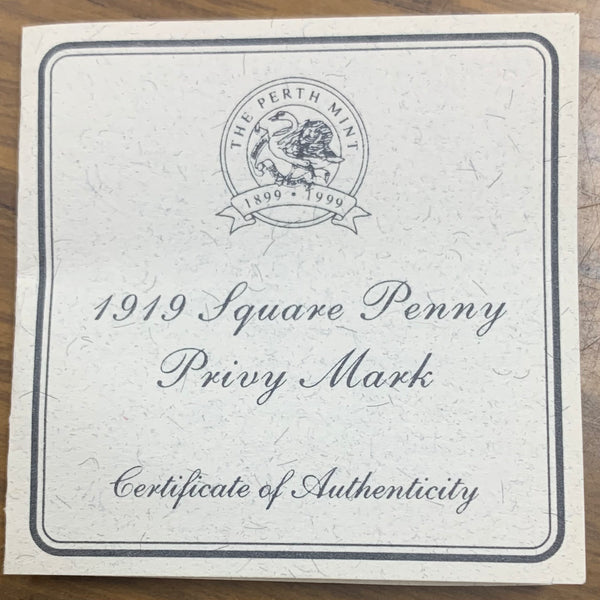 THE PERTH MINT
1899 • 1999
1919 Square Penny
Privy Mark
Certificate of Authenticity